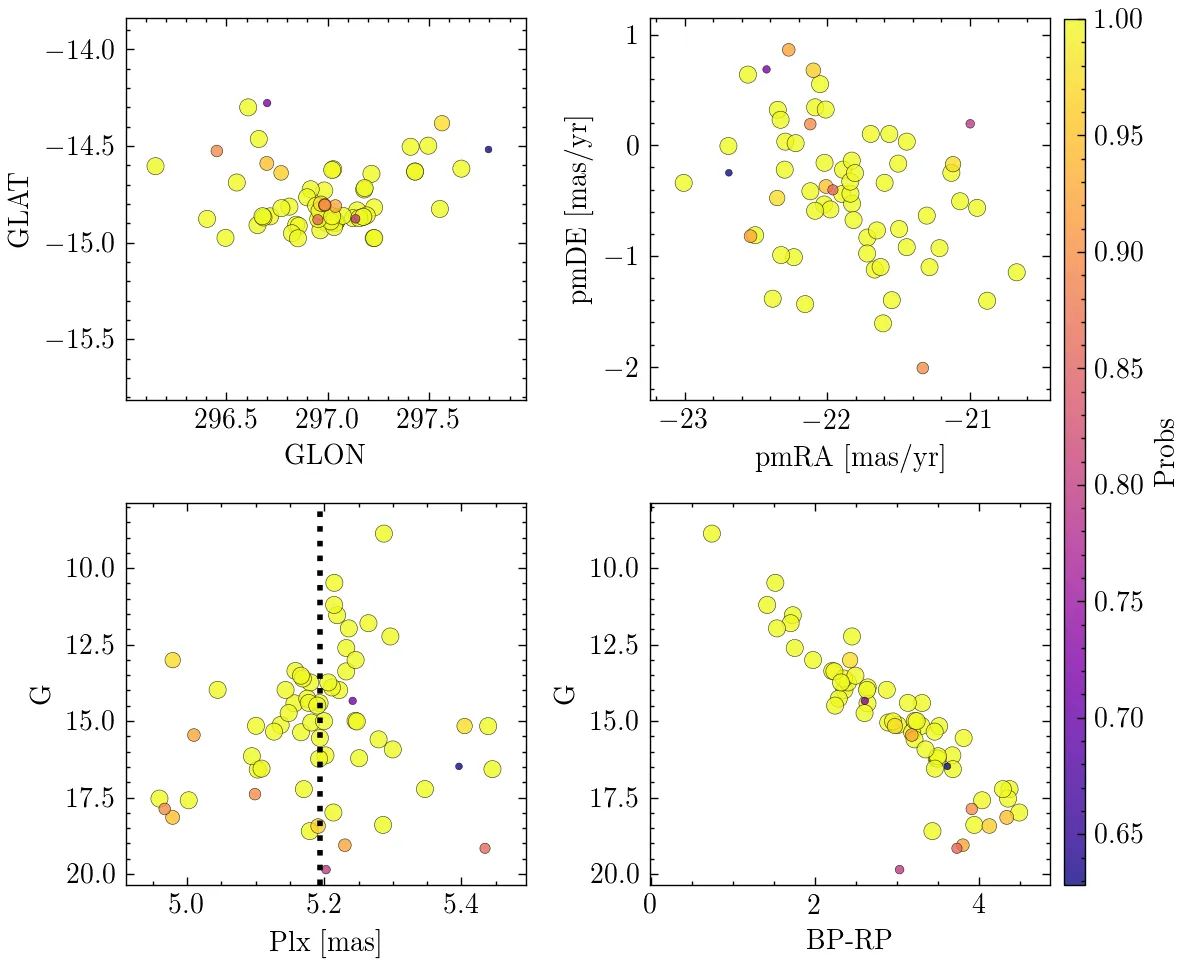 −14.0
−14.5
−15.0
−15.5
GLAT
296.5 297.0 297.5
GLON
1
0
−1
−2
pmDE [mas/yr]
−23 −22 −21
pmRA [mas/yr]
1.00
0.95
0.90
0.85
0.80
0.75
0.70
0.65
Probs
10.0
12.5
15.0
17.5
20.0
G
5.0 5.2 5.4
Plx [mas]
10.0
12.5
15.0
17.5
20.0
G
0 2 4
BP-RP